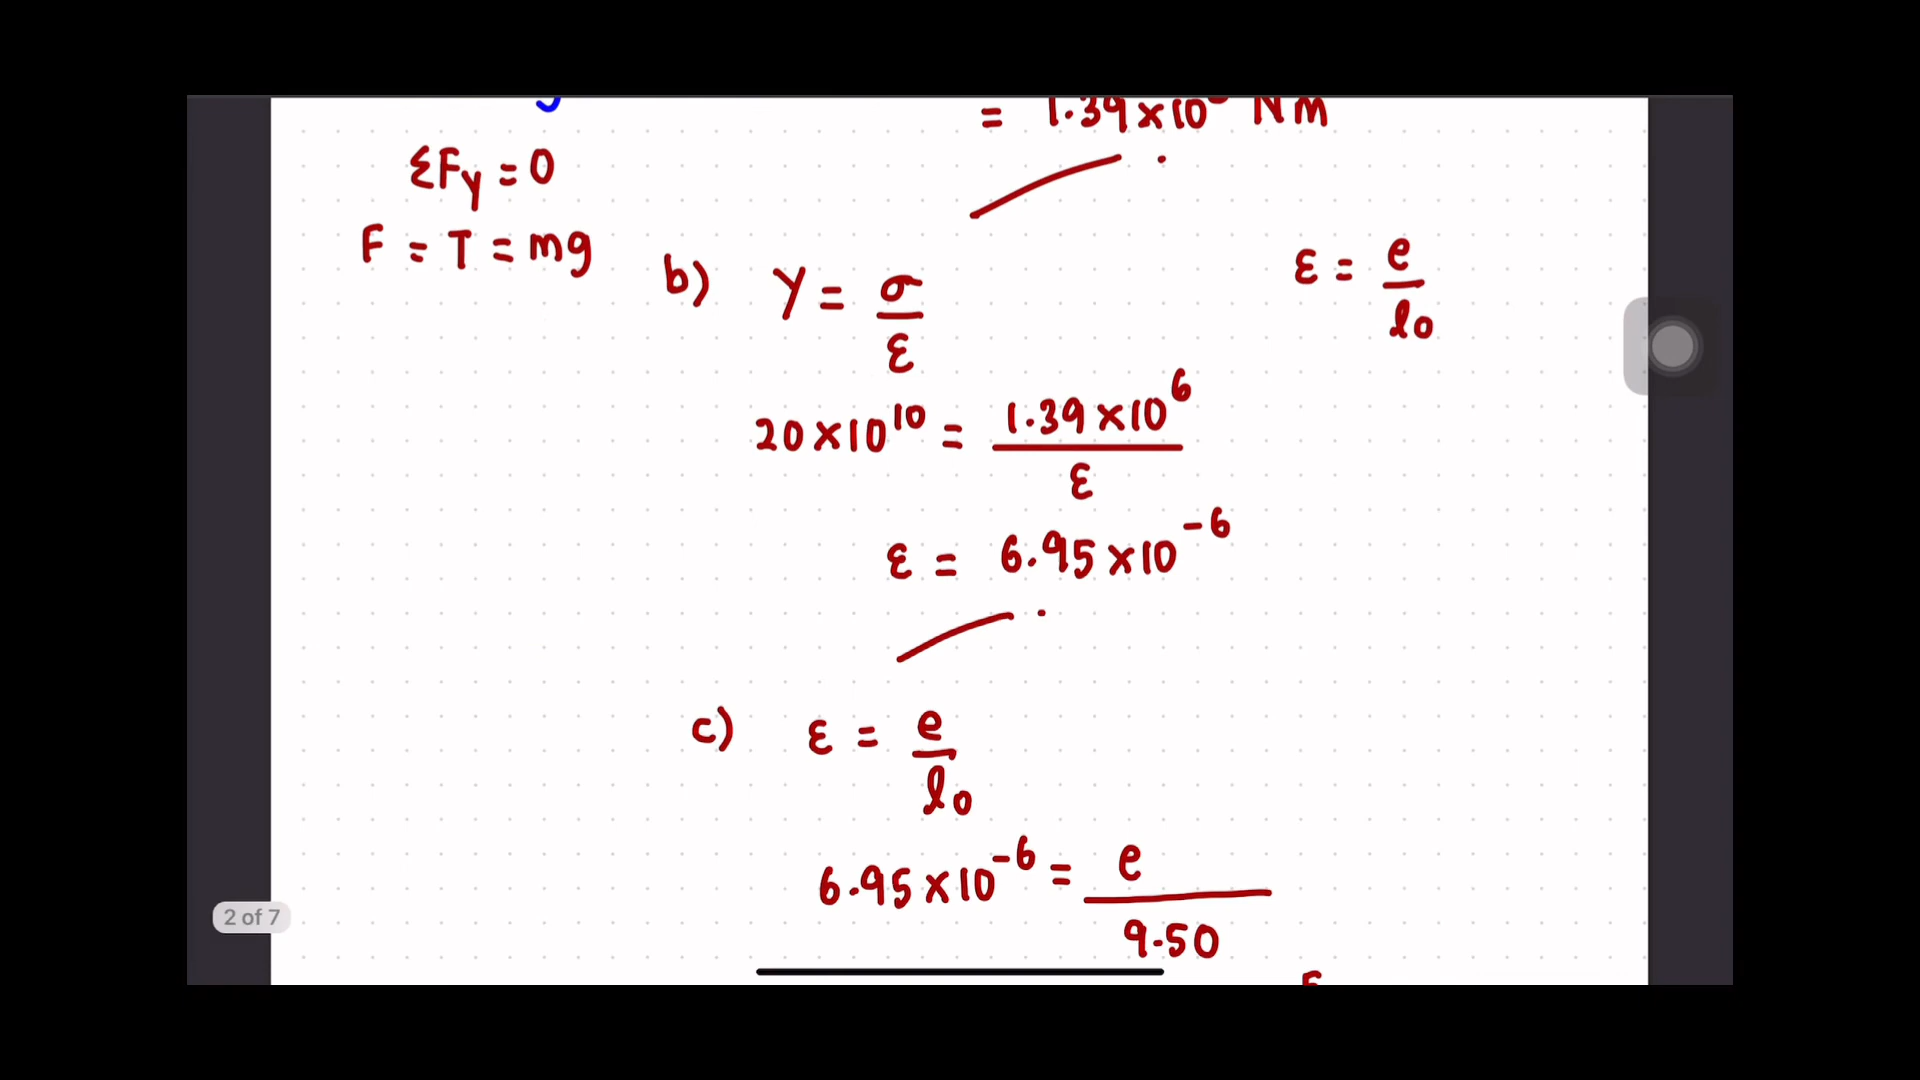 = 1.39 × 10 Nm
ΣFy = 0
F = T = mg
b) Y = σ/ε
ε = e/l₀
20 × 10¹⁰ = 1.39 × 10⁶/ε
ε = 6.95 × 10⁻⁶
c) ε = e/l₀
6.95 × 10⁻⁶ = e/9.50
2 of 7